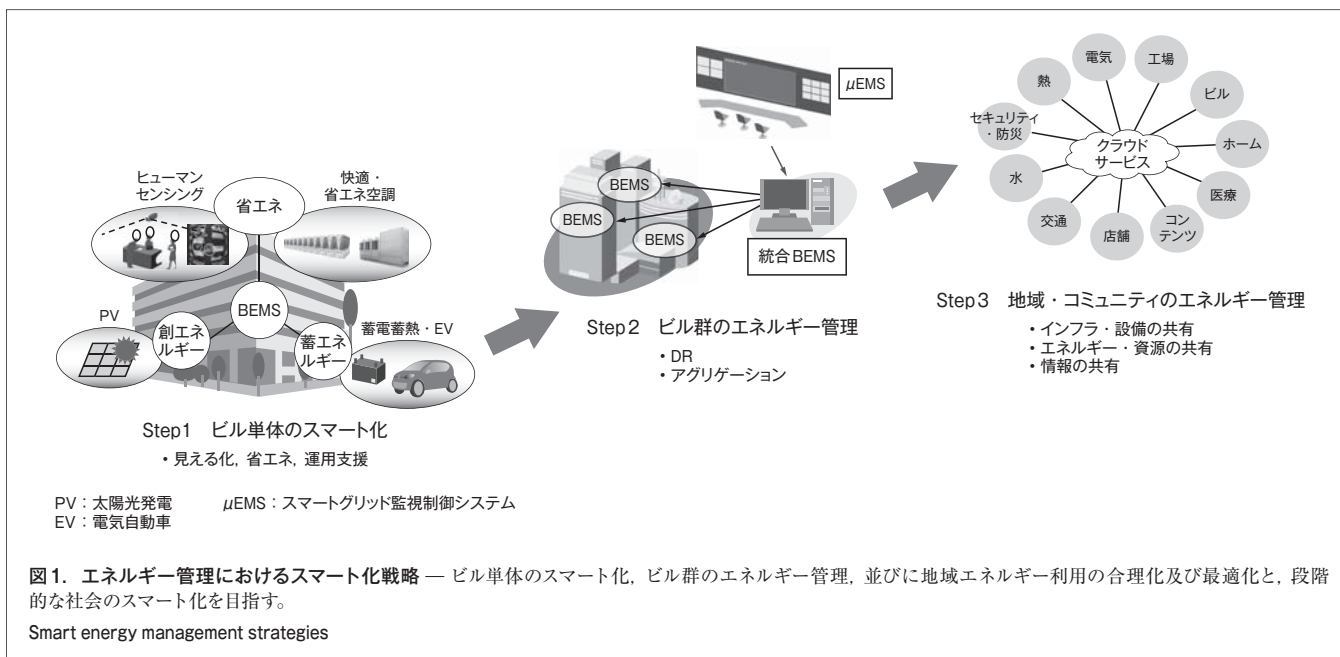 ヒューマン
センシング
快適・
省エネ空調
省エネ
PV
BEMS
創エネ
ルギー
蓄エネ
ルギー
蓄電蓄熱・EV
Step1 ビル単体のスマート化
・見える化, 省エネ, 運用支援
μEMS
BEMS
BEMS
BEMS
統合BEMS
Step2 ビル群のエネルギー管理
・DR
・アグリゲーション
電気
工場
熱
ビル
セキュリティ
・防災
クラウド
サービス
ホーム
水
医療
交通
店舗
コン
テンツ
Step3 地域・コミュニティのエネルギー管理
・インフラ・設備の共有
・エネルギー・資源の共有
・情報の共有
PV:太陽光発電 μEMS:スマートグリッド監視制御システム
EV:電気自動車
図1. エネルギー管理におけるスマート化戦略 — ビル単体のスマート化, ビル群のエネルギー管理, 並びに地域エネルギー利用の合理化及び最適化と, 段階
的な社会のスマート化を目指す。
Smart energy management strategies